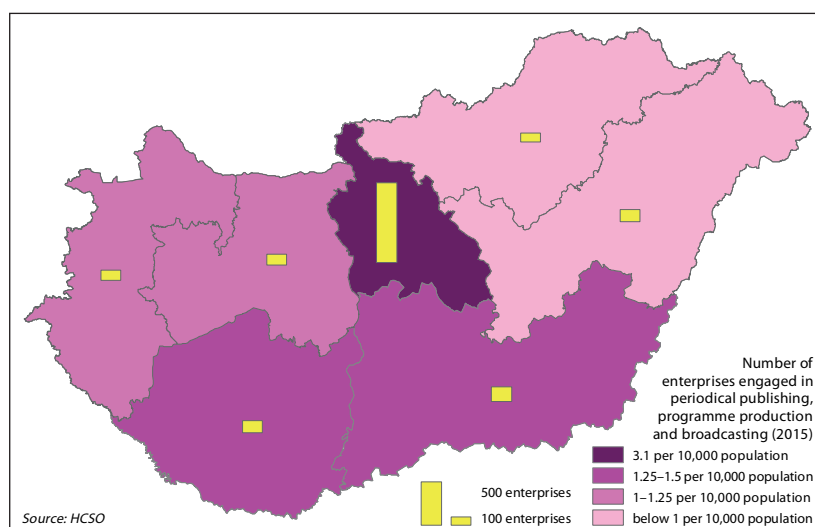 Number of
enterprises engaged in
periodical publishing,
programme production
and broadcasting (2015)
3.1 per 10,000 population
1.25–1.5 per 10,000 population
1–1.25 per 10,000 population
below 1 per 10,000 population
500 enterprises
100 enterprises
Source: HCSO